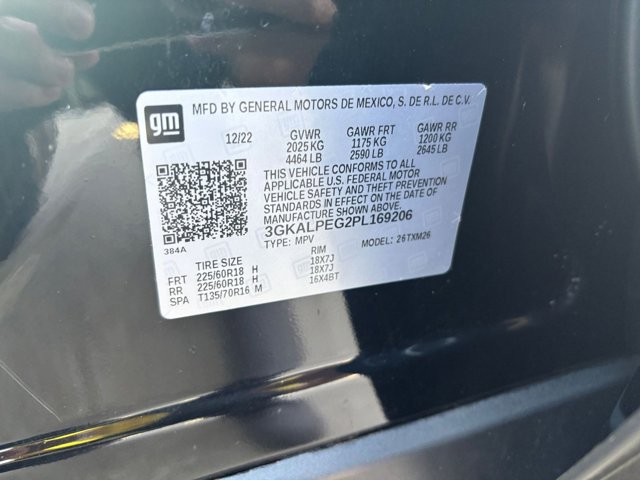 gm
MFD BY GENERAL MOTORS DE MEXICO, S. DE R.L. DE C.V.
12/22 GVWR GAWR FRT GAWR RR
2025 KG 1175 KG 1200 KG
4464 LB 2590 LB 2645 LB
THIS VEHICLE CONFORMS TO ALL
APPLICABLE U.S. FEDERAL MOTOR
VEHICLE SAFETY AND THEFT PREVENTION
STANDARDS IN EFFECT ON THE DATE OF
MANUFACTURE SHOWN ABOVE.
3GKALPEG2PL169206
384A
TYPE: MPV MODEL: 26TXM26
TIRE SIZE RIM
FRT 225/60R18 H 18X7J
RR 225/60R18 H 18X7J
SPA T135/70R16 M 16X4BT